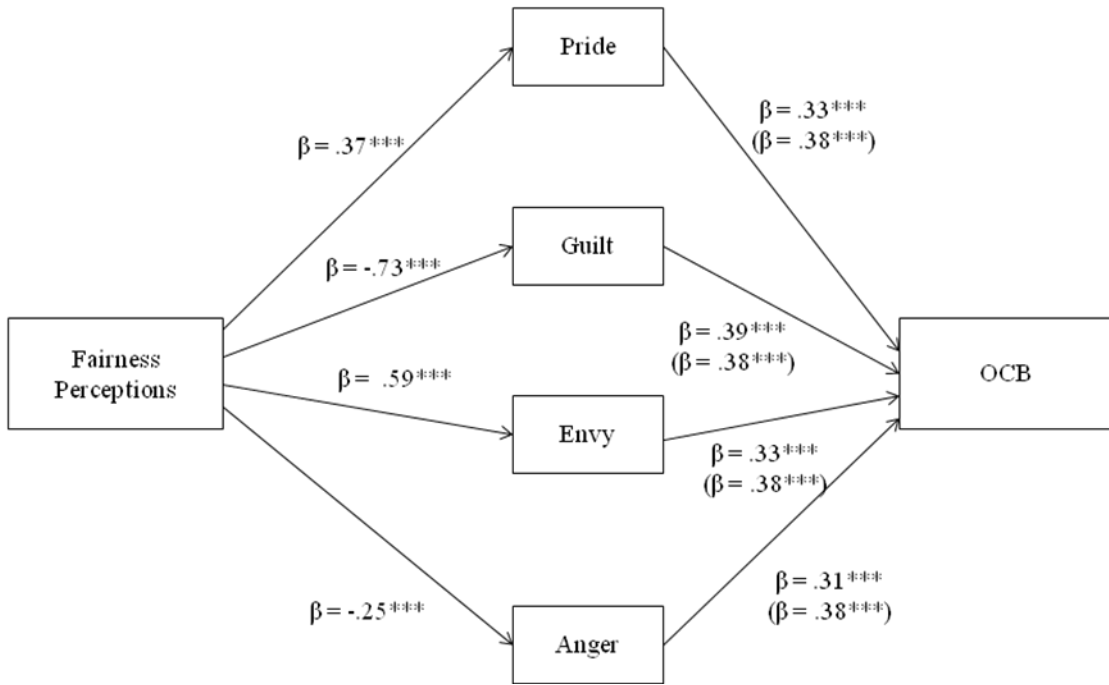 Pride
β = .33***
(β = .38***)
β = .37***
Guilt
β = -.73***
β = .39***
(β = .38***)
Fairness
Perceptions
OCB
β = .59***
Envy
β = .33***
(β = .38***)
β = .31***
(β = .38***)
β = -.25***
Anger